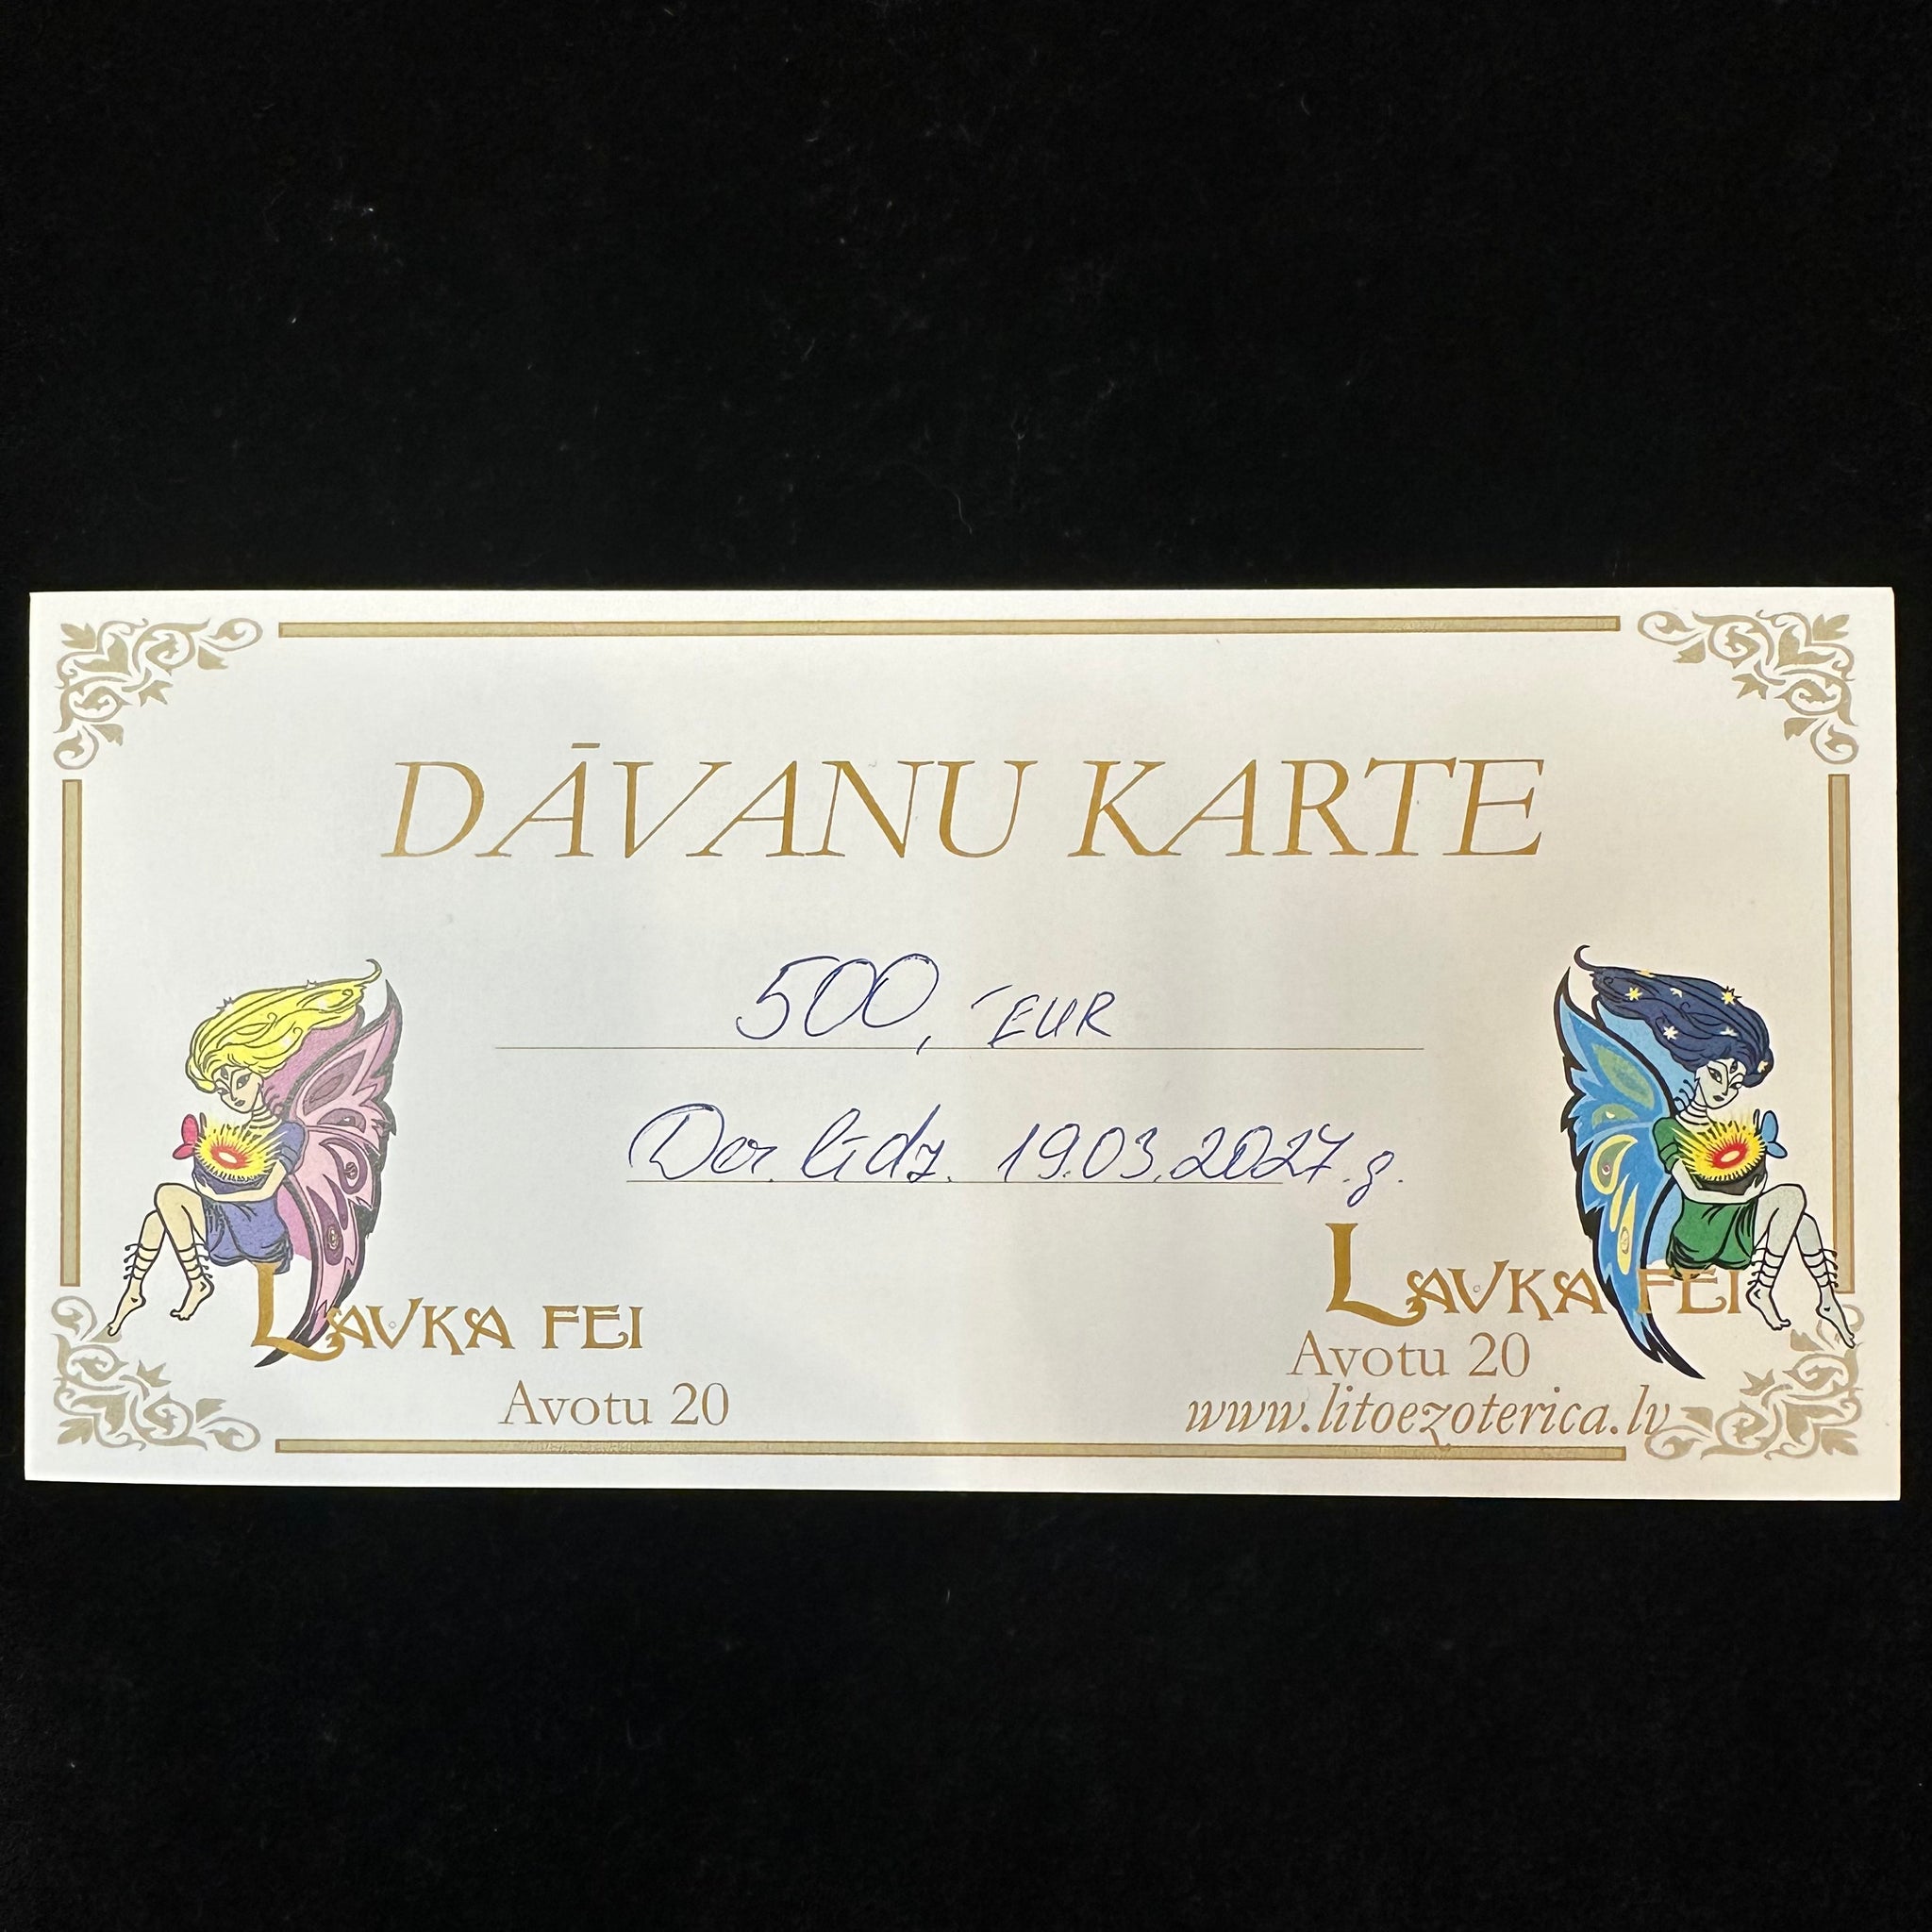 DĀVANU KARTE
500,- EUR
Der. līdz. 19.03.2027.g.
LAVKA FEI
Avotu 20
LAVKA FEI
Avotu 20
www.litoezoterica.lv